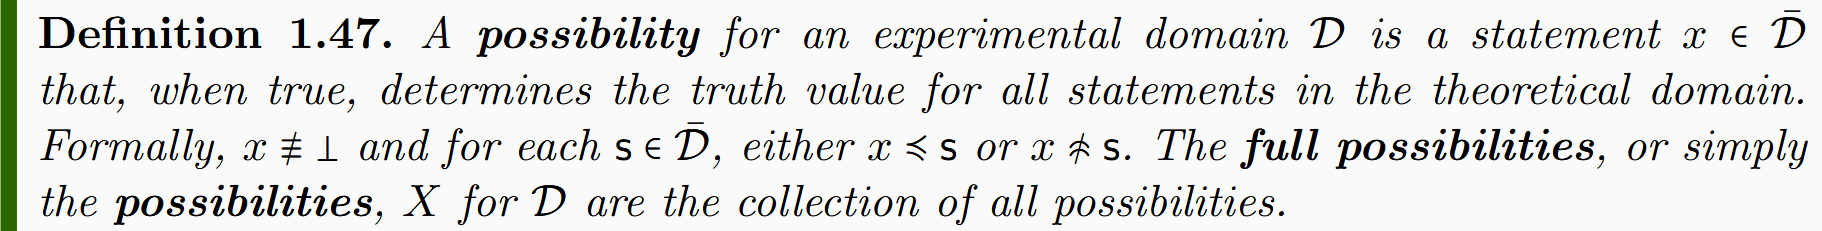 Definition 1.47. A possibility for an experimental domain 𝒟 is a statement x ∈ 𝒟̄
that, when true, determines the truth value for all statements in the theoretical domain.
Formally, x ≢ ⊥ and for each s ∈ 𝒟̄, either x ≼ s or x ⋠ s. The full possibilities, or simply
the possibilities, X for 𝒟 are the collection of all possibilities.